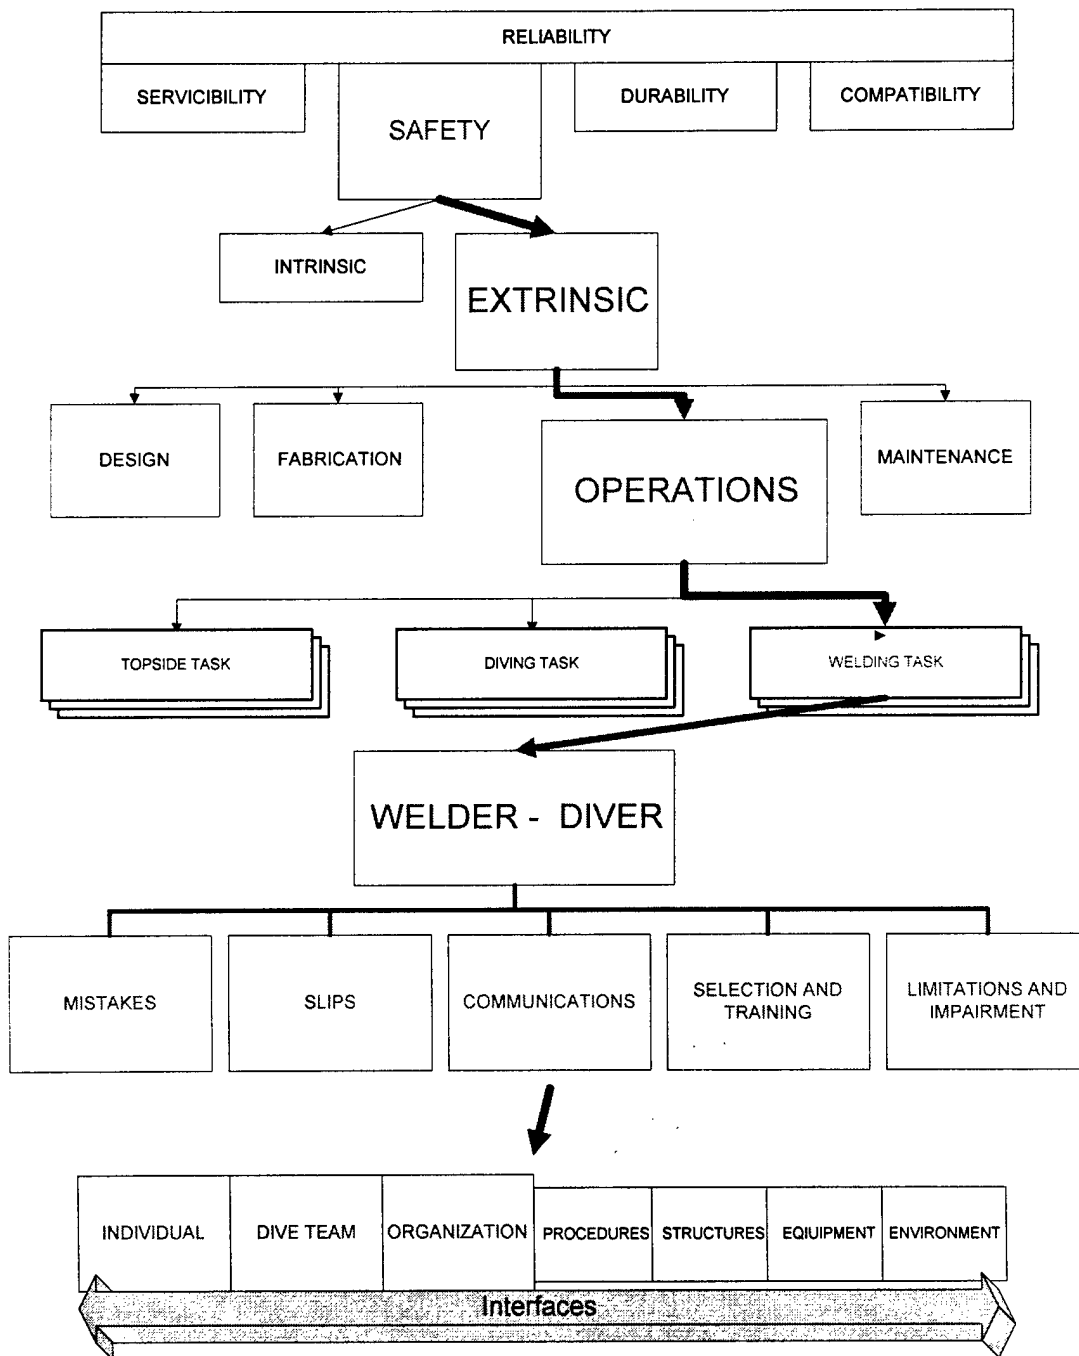 RELIABILITY
SERVICIBILITY
SAFETY
DURABILITY
COMPATIBILITY
INTRINSIC
EXTRINSIC
DESIGN
FABRICATION
OPERATIONS
MAINTENANCE
TOPSIDE TASK
DIVING TASK
WELDING TASK
WELDER - DIVER
MISTAKES
SLIPS
COMMUNICATIONS
SELECTION AND
TRAINING
LIMITATIONS AND
IMPAIRMENT
INDIVIDUAL
DIVE TEAM
ORGANIZATION
PROCEDURES
STRUCTURES
EQIUIPMENT
ENVIRONMENT
Interfaces